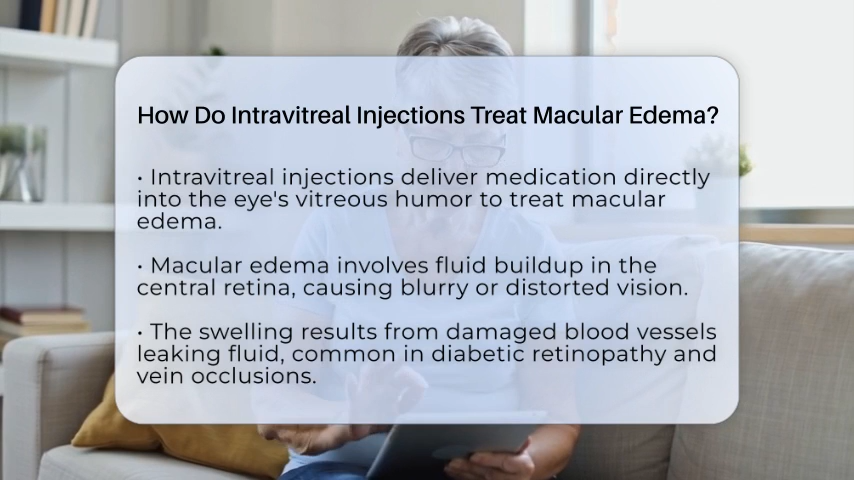 How Do Intravitreal Injections Treat Macular Edema?
• Intravitreal injections deliver medication directly
into the eye's vitreous humor to treat macular
edema.
• Macular edema involves fluid buildup in the
central retina, causing blurry or distorted vision.
• The swelling results from damaged blood vessels
leaking fluid, common in diabetic retinopathy and
vein occlusions.